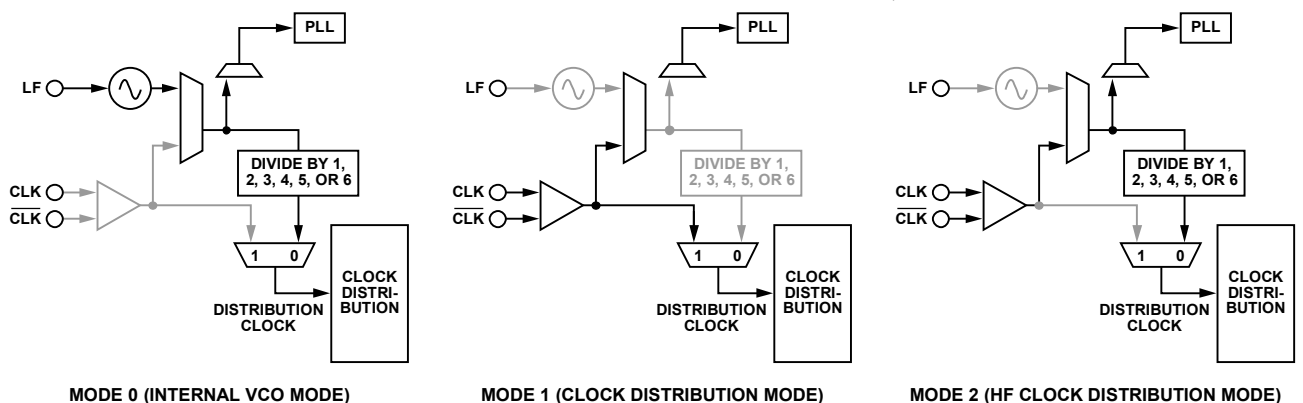 PLL
LF
DIVIDE BY 1,
2, 3, 4, 5, OR 6
CLK
CLK
1 0
CLOCK
DISTRI-
BUTION
DISTRIBUTION
CLOCK
MODE 0 (INTERNAL VCO MODE)
PLL
LF
DIVIDE BY 1,
2, 3, 4, 5, OR 6
CLK
CLK
1 0
CLOCK
DISTRI-
BUTION
DISTRIBUTION
CLOCK
MODE 1 (CLOCK DISTRIBUTION MODE)
PLL
LF
DIVIDE BY 1,
2, 3, 4, 5, OR 6
CLK
CLK
1 0
CLOCK
DISTRI-
BUTION
DISTRIBUTION
CLOCK
MODE 2 (HF CLOCK DISTRIBUTION MODE)